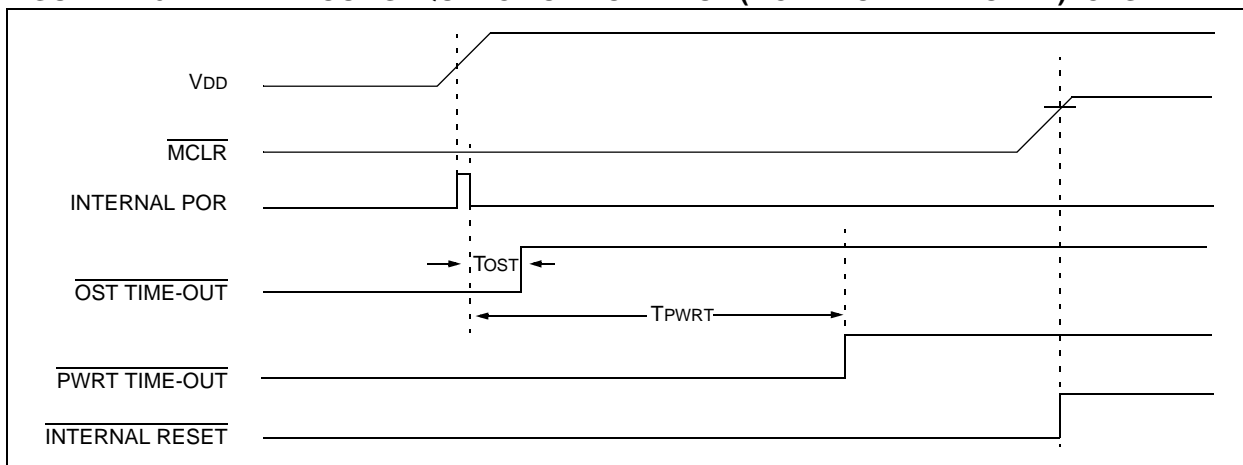 VDD
MCLR
INTERNAL POR
TOST
OST TIME-OUT
TPWRT
PWRT TIME-OUT
INTERNAL RESET